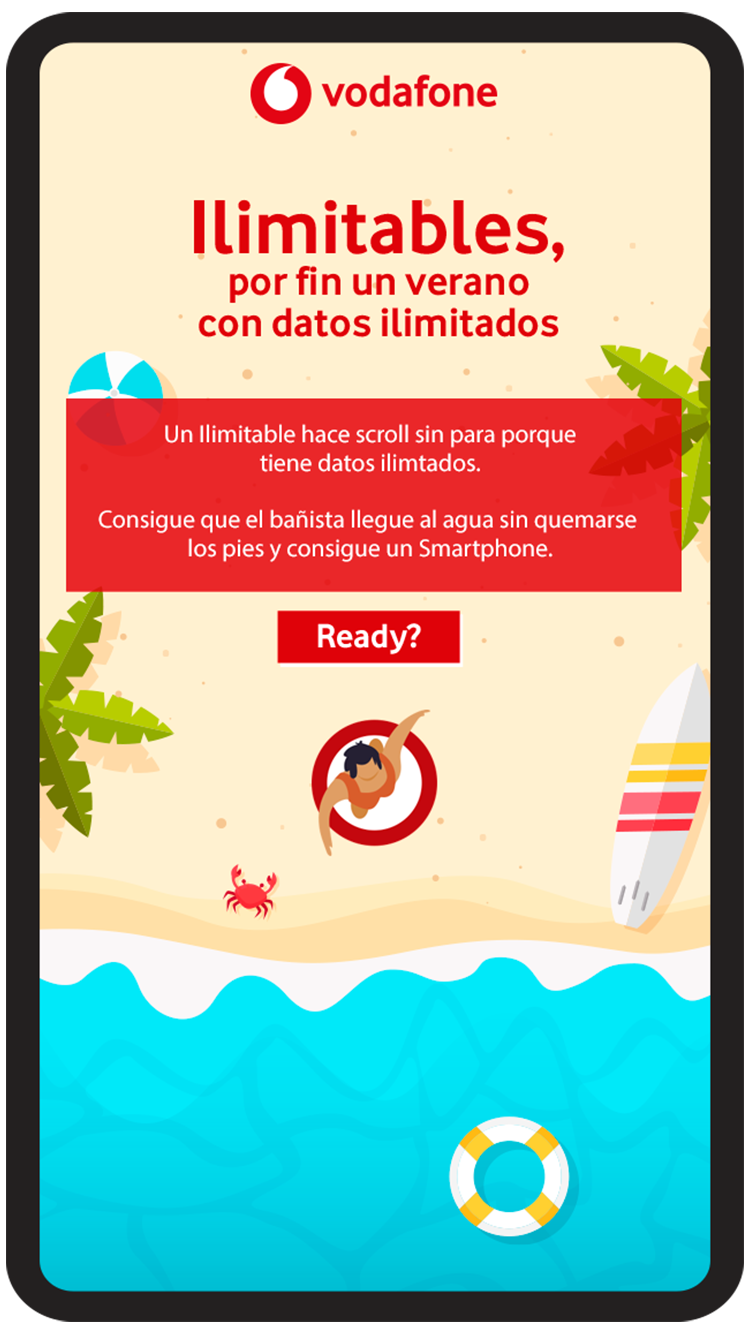 vodafone
Ilimitables,
por fin un verano
con datos ilimitados
Un Ilimitable hace scroll sin para porque
tiene datos ilimtados.
Consigue que el bañista llegue al agua sin quemarse
los pies y consigue un Smartphone.
Ready?